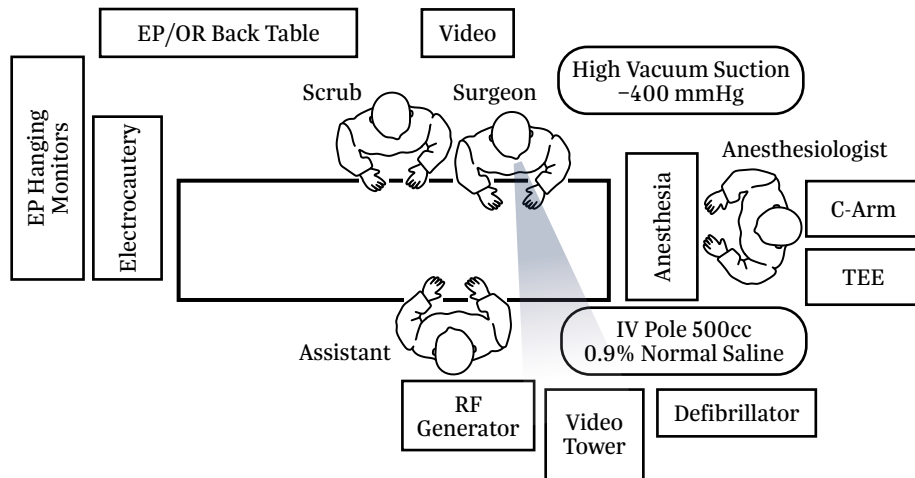 EP/OR Back Table
Video
High Vacuum Suction
−400 mmHg
Scrub
Surgeon
EP Hanging
Monitors
Electrocautery
Anesthesia
Anesthesiologist
C-Arm
TEE
IV Pole 500cc
0.9% Normal Saline
Assistant
RF
Generator
Video
Tower
Defibrillator